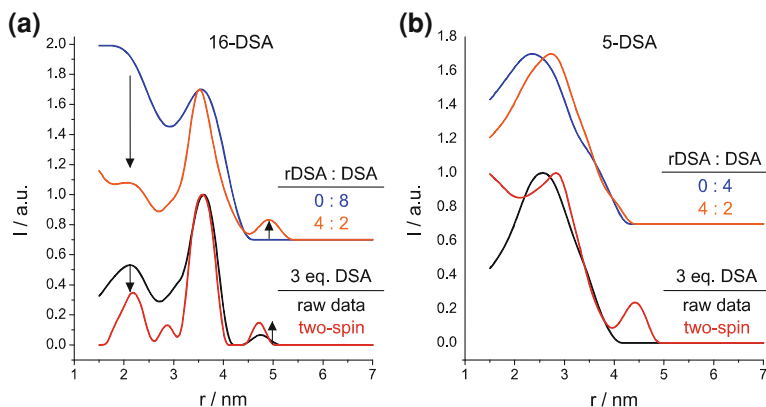 (a)
16-DSA
I / a.u.
2.0
1.8
1.6
1.4
1.2
1.0
0.8
0.6
0.4
0.2
0.0
rDSA : DSA
0 : 8
4 : 2
3 eq. DSA
raw data
two-spin
1 2 3 4 5 6 7
r / nm
(b)
5-DSA
I / a.u.
1.8
1.6
1.4
1.2
1.0
0.8
0.6
0.4
0.2
0.0
rDSA : DSA
0 : 4
4 : 2
3 eq. DSA
raw data
two-spin
1 2 3 4 5 6 7
r / nm